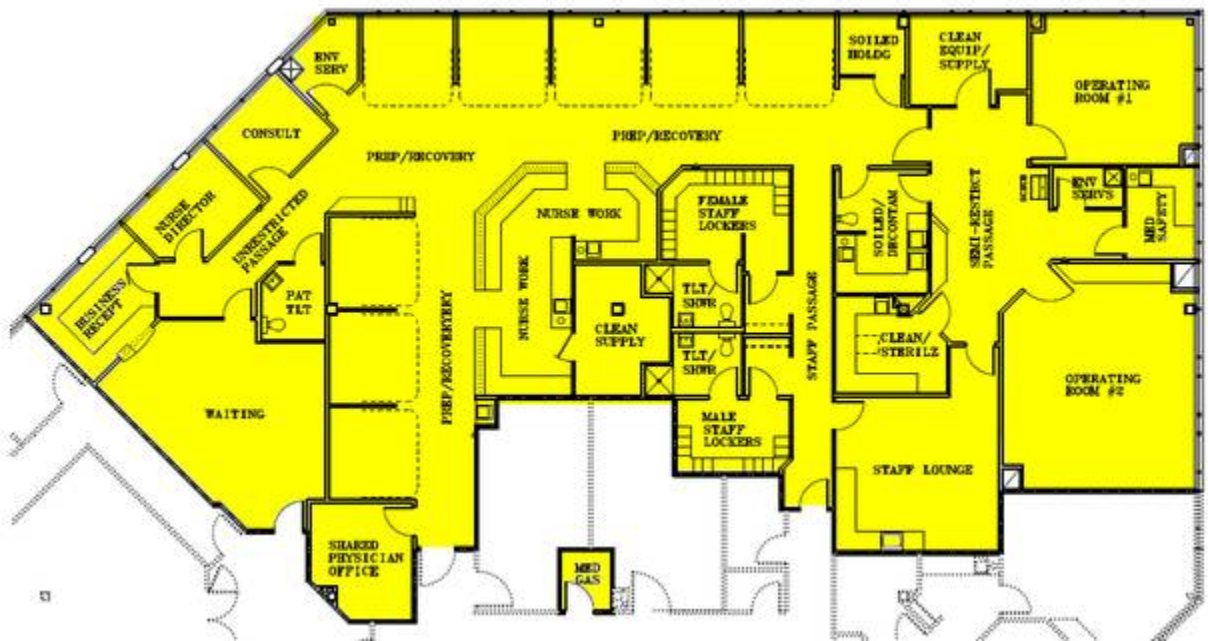 ENV
SERV
SOILED
HOLDG
CLEAN
EQUIP/
SUPPLY
OPERATING
ROOM #1
CONSULT
PREP/RECOVERY
PREP/RECOVERY
NURSE
DIRECTOR
UNRESTRICTED
PASSAGE
NURSE WORK
FEMALE
STAFF
LOCKERS
SOILED/
DECONTAM
SEMI-RESTRCT
PASSAGE
ENV
SERVS
MED
SAFETY
BUSINESS/
RECEPT
PAT
TLT
NURSE WORK
CLEAN
SUPPLY
TLT/
SHWR
TLT/
SHWR
STAFF PASSAGE
CLEAN/
STERILZ
OPERATING
ROOM #2
WAITING
PREP/RECOVERYERY
MALE
STAFF
LOCKERS
STAFF LOUNGE
SHARED
PHYSICIAN
OFFICE
MED
GAS